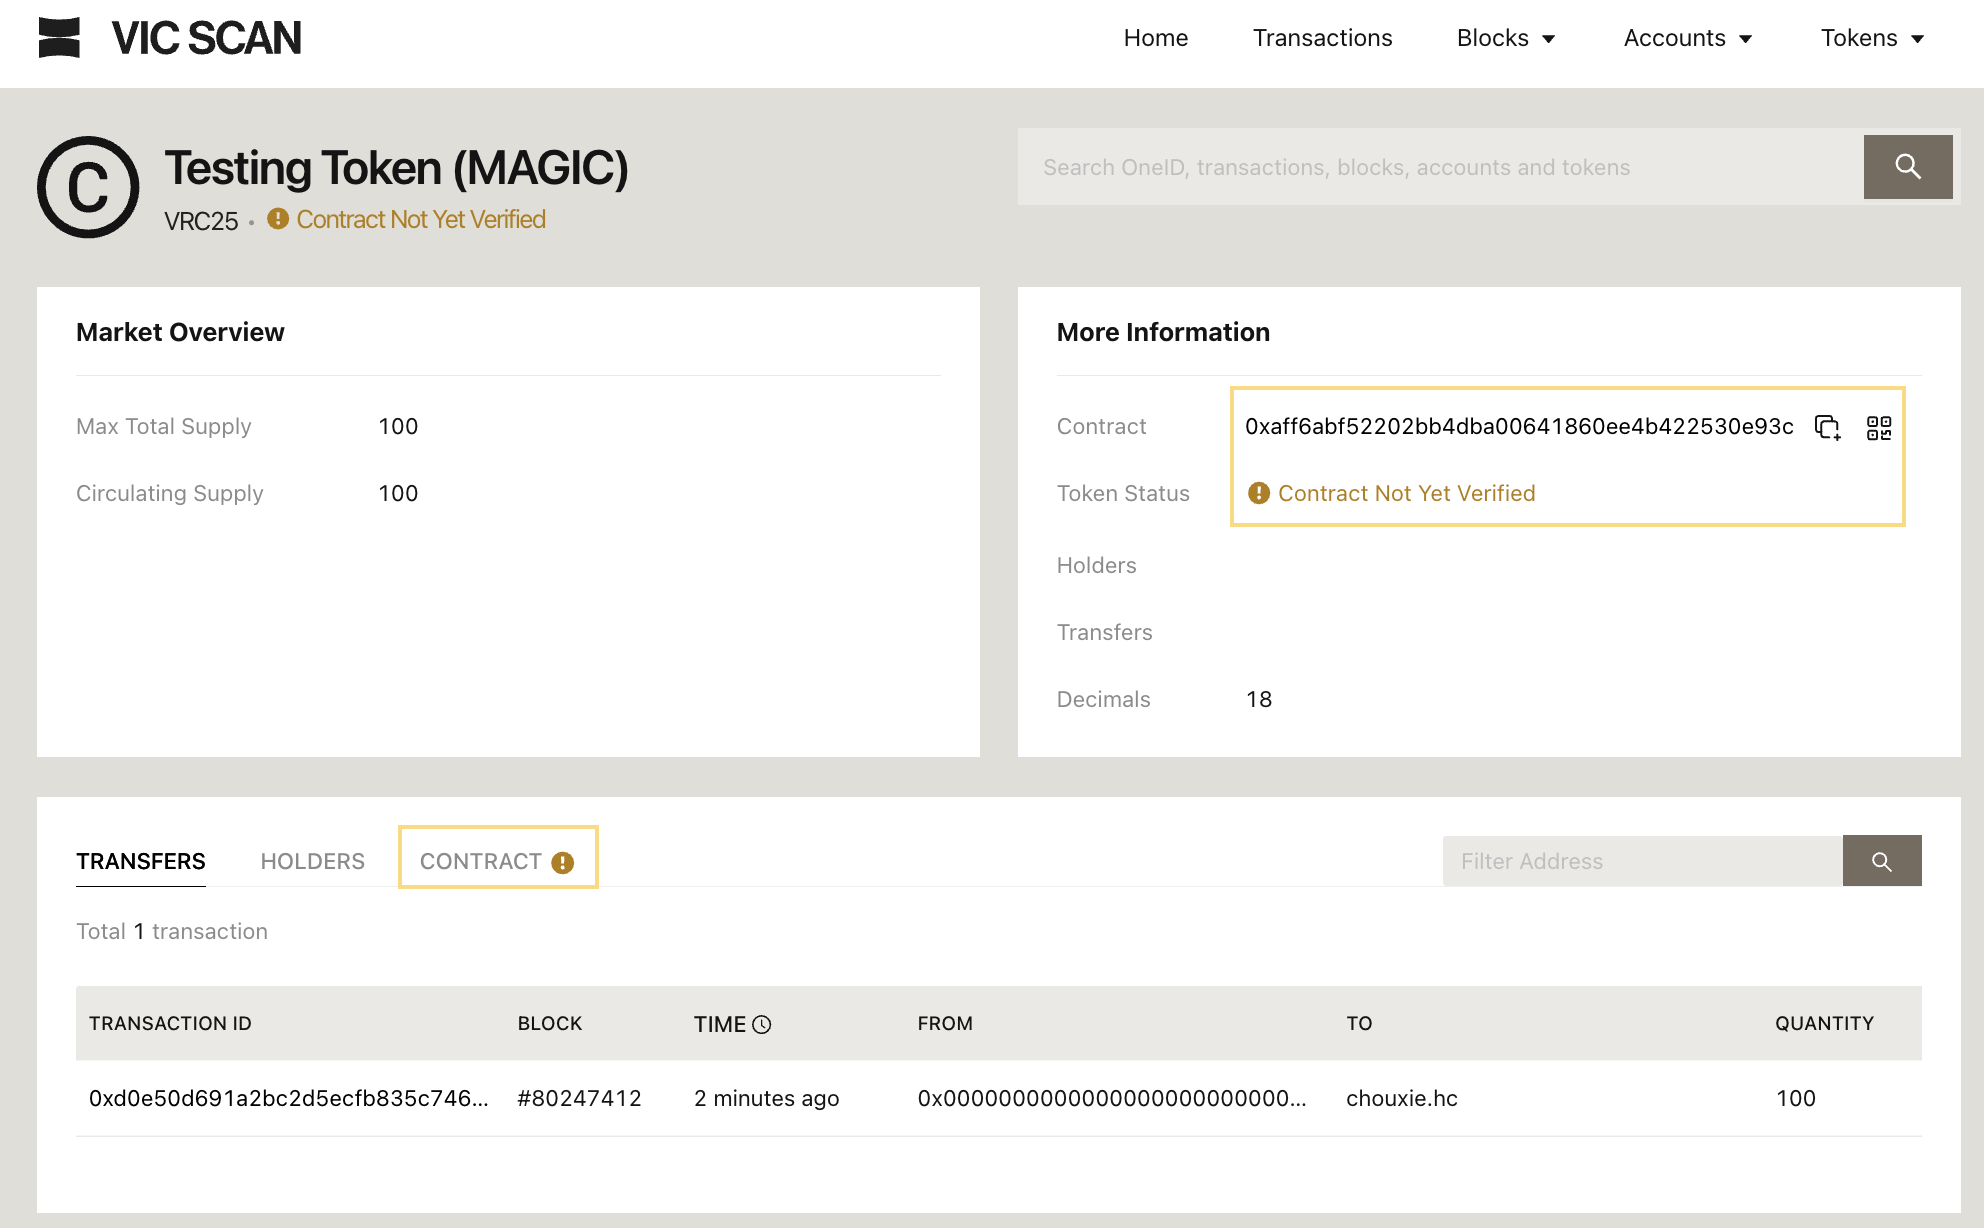 VIC SCAN
Home Transactions Blocks Accounts Tokens
C
Testing Token (MAGIC)
VRC25 • Contract Not Yet Verified
Search OneID, transactions, blocks, accounts and tokens
Market Overview
Max Total Supply 100
Circulating Supply 100
More Information
Contract 0xaff6abf52202bb4dba00641860ee4b422530e93c
Token Status Contract Not Yet Verified
Holders
Transfers
Decimals 18
TRANSFERS HOLDERS CONTRACT
Filter Address
Total 1 transaction
TRANSACTION ID BLOCK TIME FROM TO QUANTITY
0xd0e50d691a2bc2d5ecfb835c746... #80247412 2 minutes ago 0x0000000000000000000000000... chouxie.hc 100